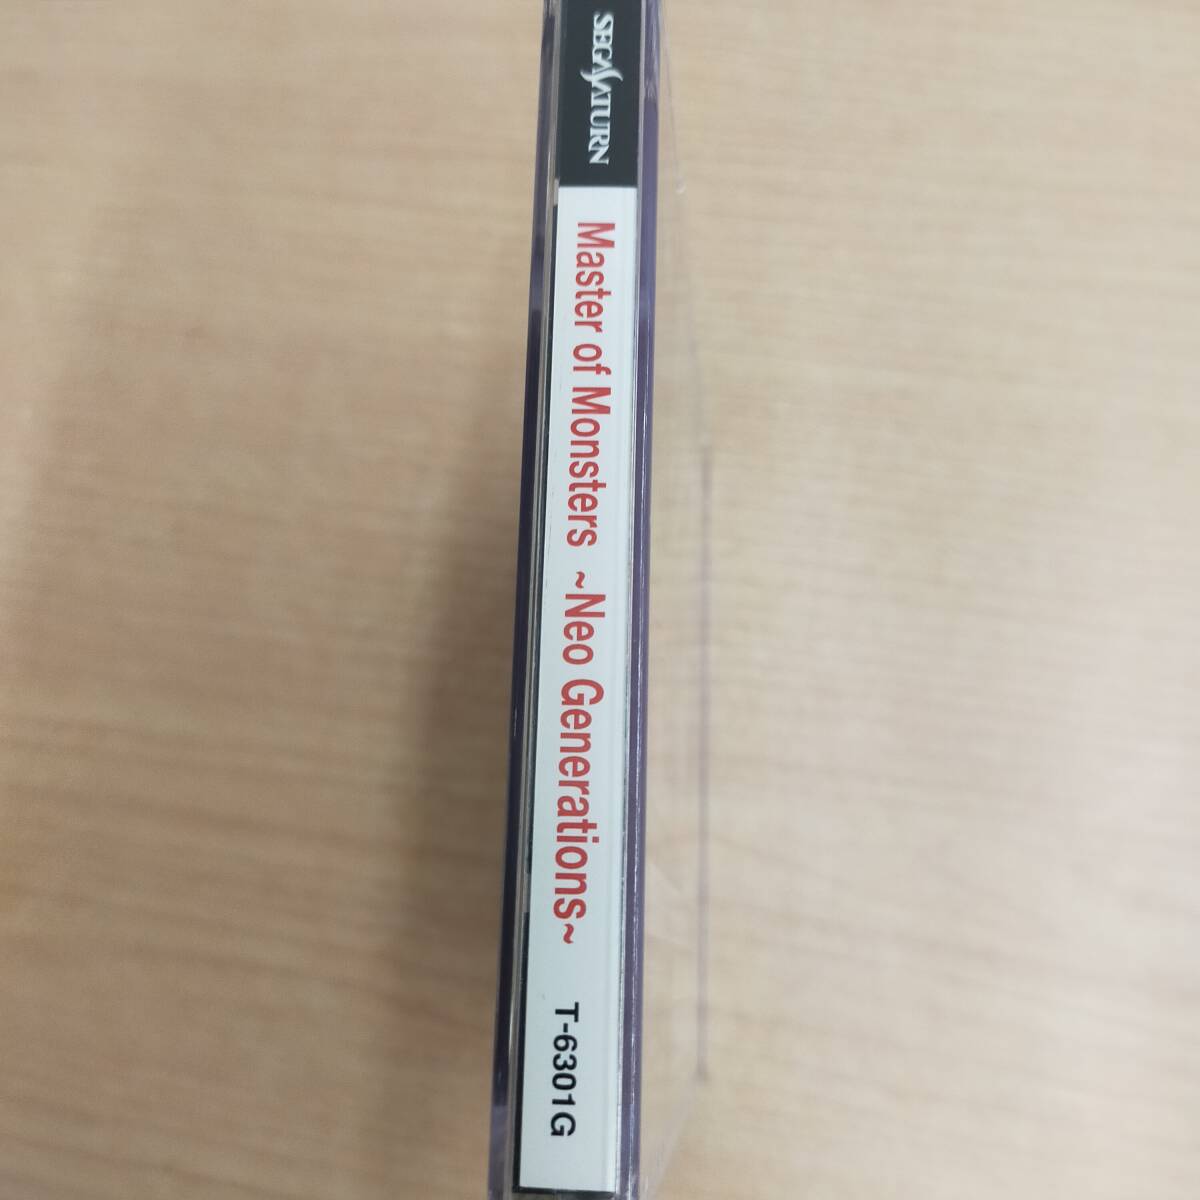 SEGA SATURN
Master of Monsters ~Neo Generations~
T-6301G